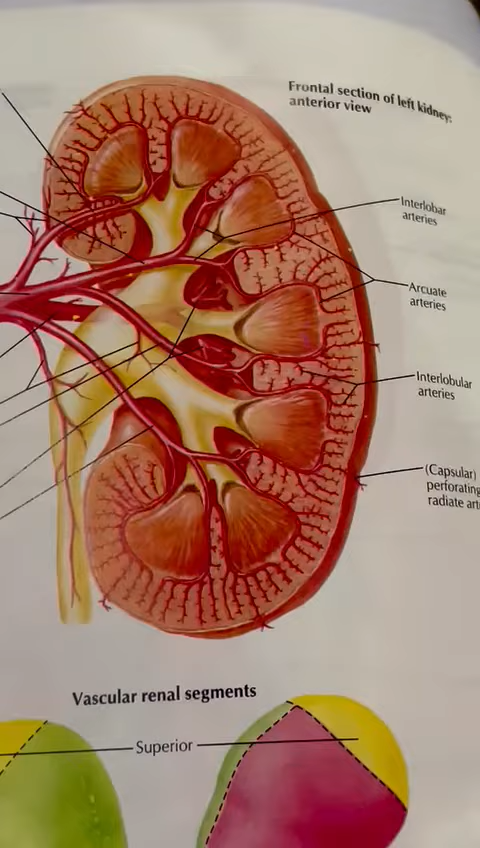 Frontal section of left kidney:
anterior view
Interlobar
arteries
Arcuate
arteries
Interlobular
arteries
(Capsular)
perforating
radiate
Vascular renal segments
Superior